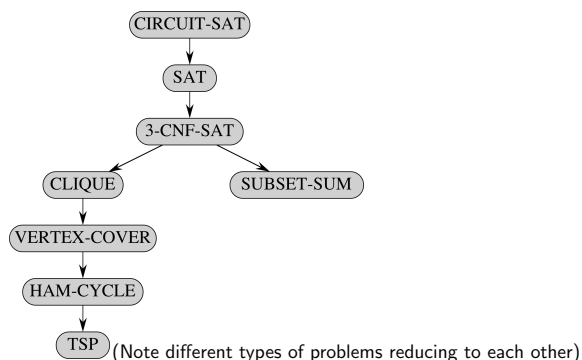 CIRCUIT-SAT
SAT
3-CNF-SAT
CLIQUE SUBSET-SUM
VERTEX-COVER
HAM-CYCLE
TSP (Note different types of problems reducing to each other)